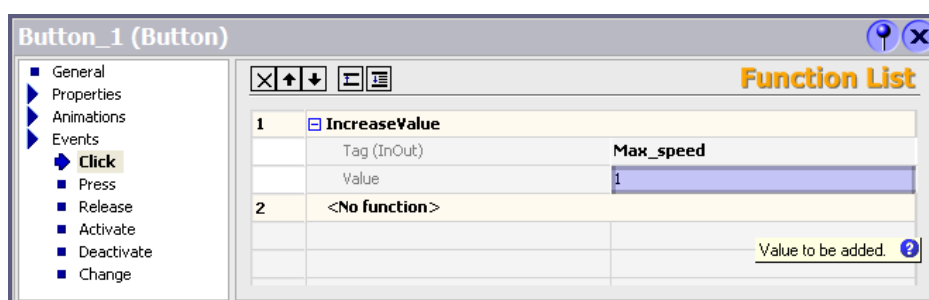 Button_1 (Button)
General
Properties
Animations
Events
Click
Press
Release
Activate
Deactivate
Change
Function List
1 IncreaseValue
Tag (InOut) Max_speed
Value 1
2 <No function>
Value to be added.